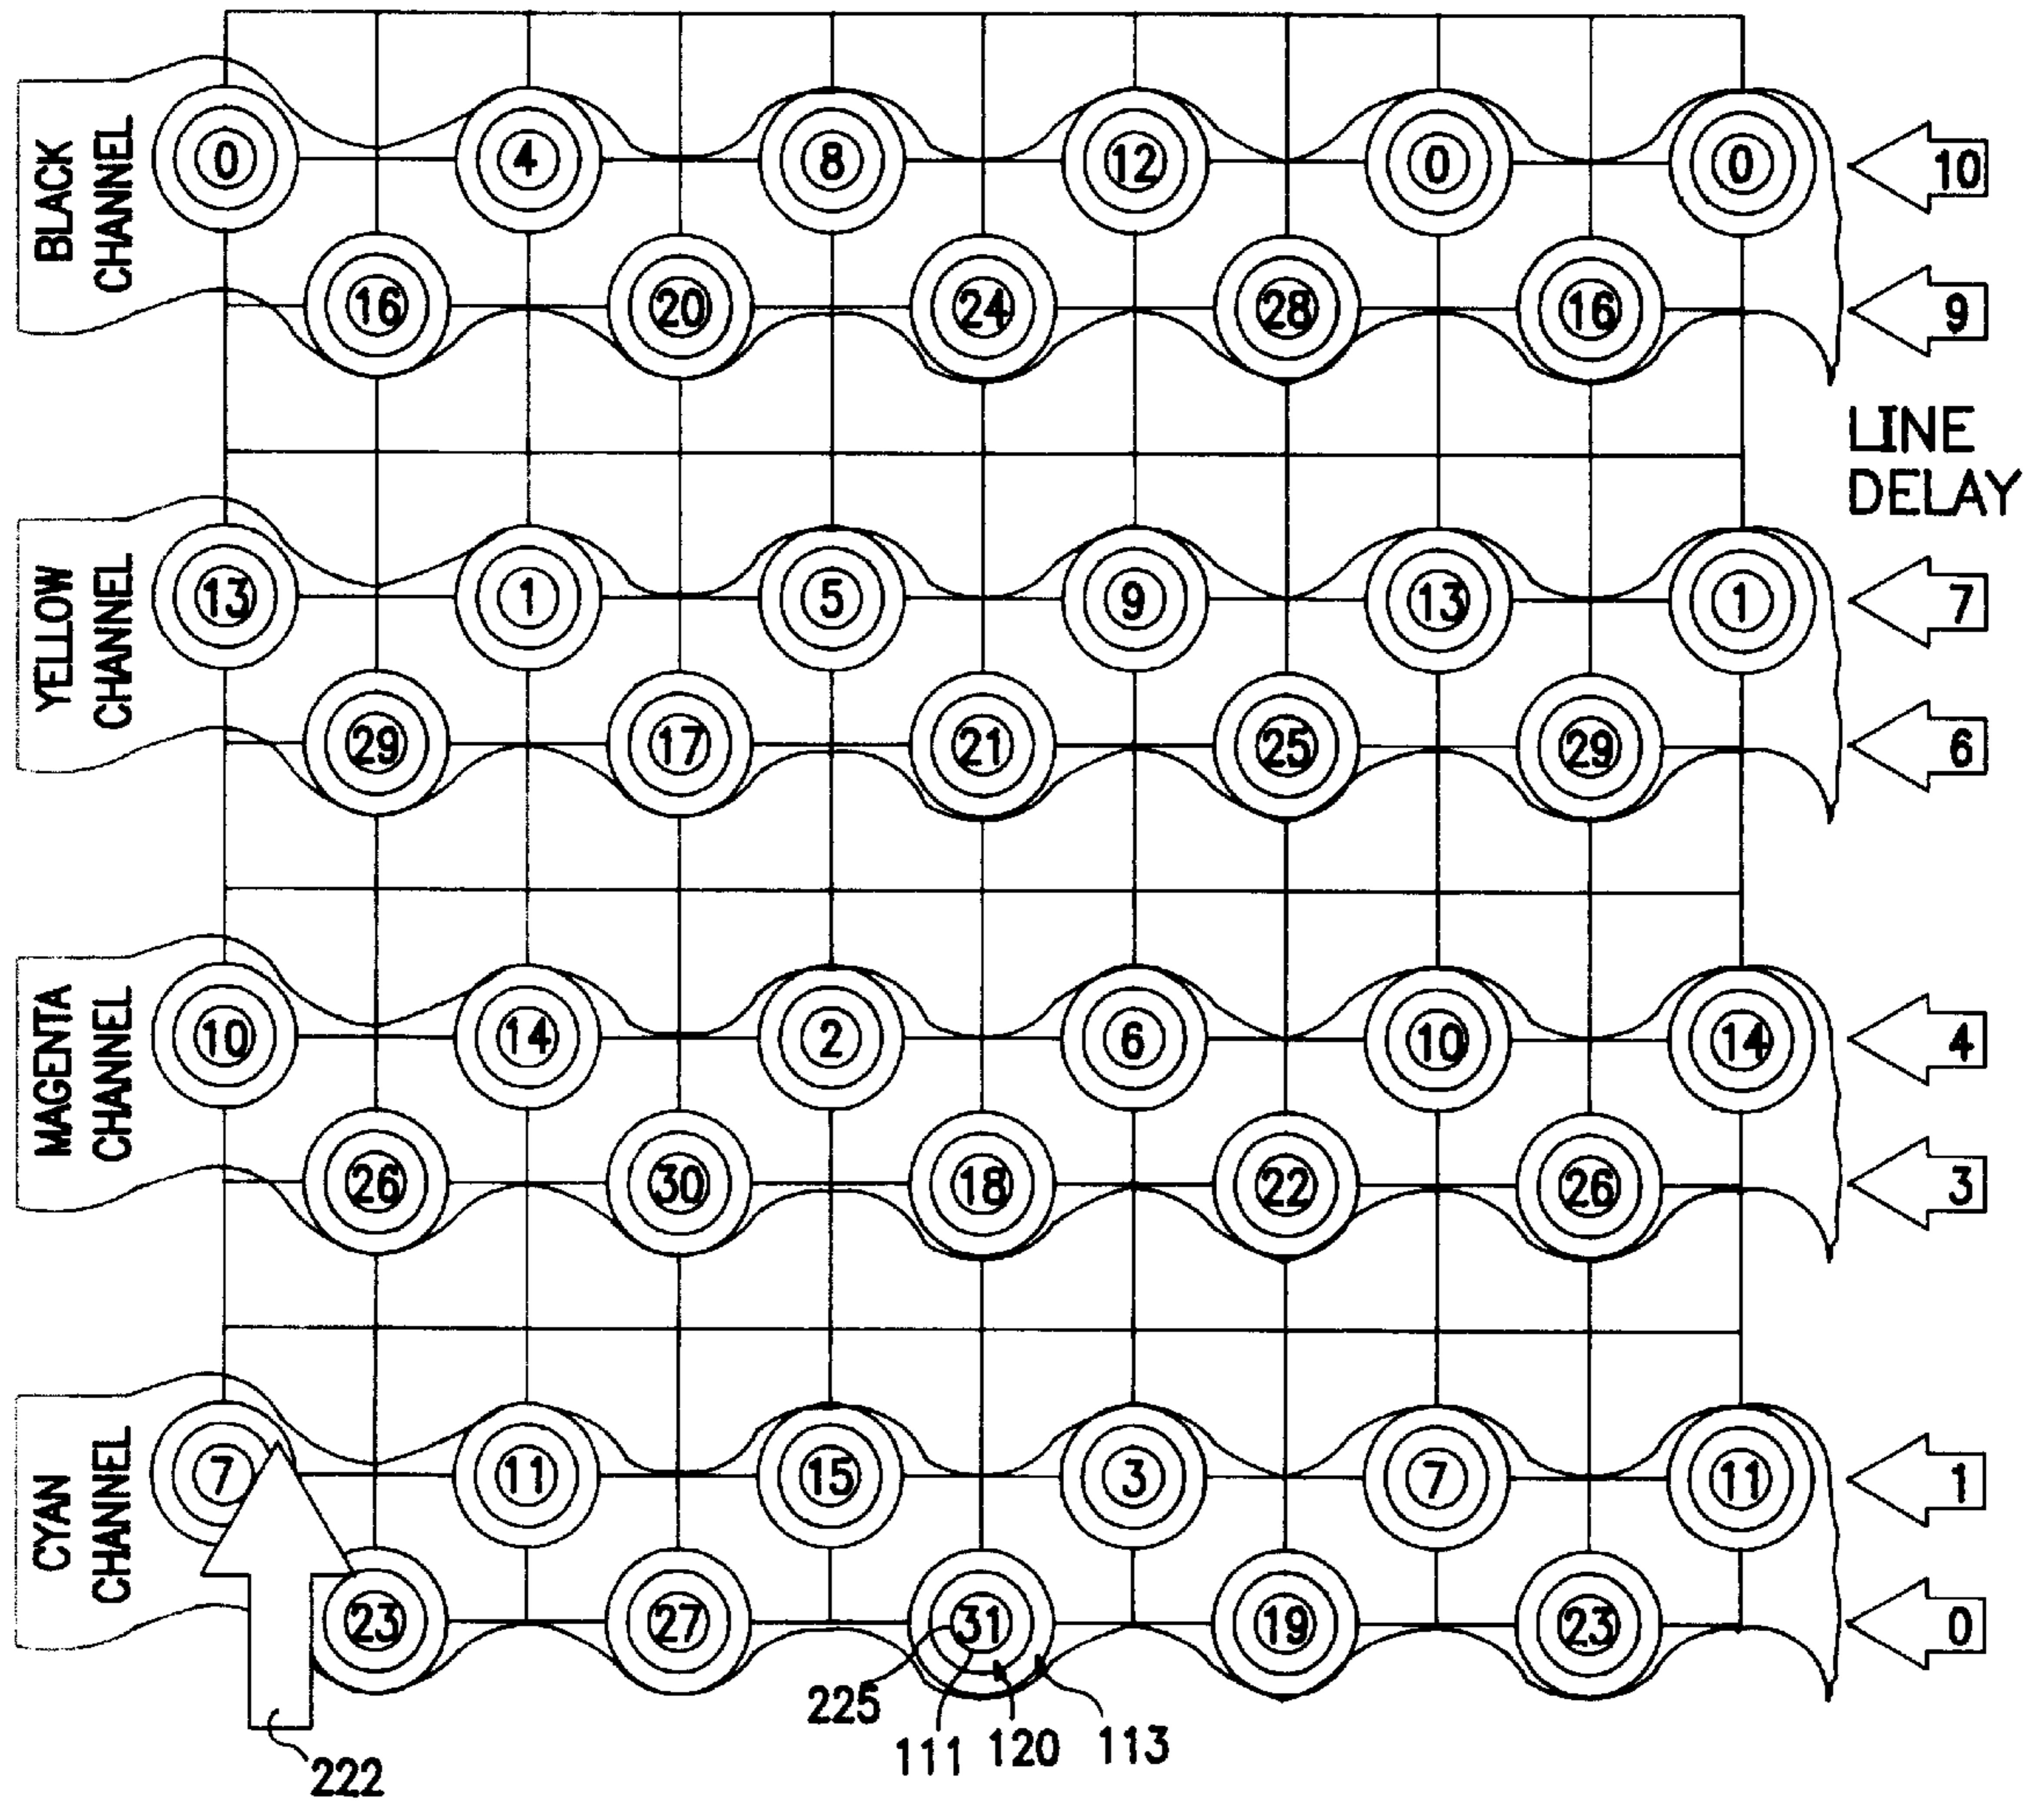 BLACK
CHANNEL
0 4 8 12 0 0 10
16 20 24 28 16 9
LINE
DELAY
YELLOW
CHANNEL
13 1 5 9 13 1 7
29 17 21 25 29 6
MAGENTA
CHANNEL
10 14 2 6 10 14 4
26 30 18 22 26 3
CYAN
CHANNEL
7 11 15 3 7 11 1
23 27 31 19 23 0
225
111 120 113
222